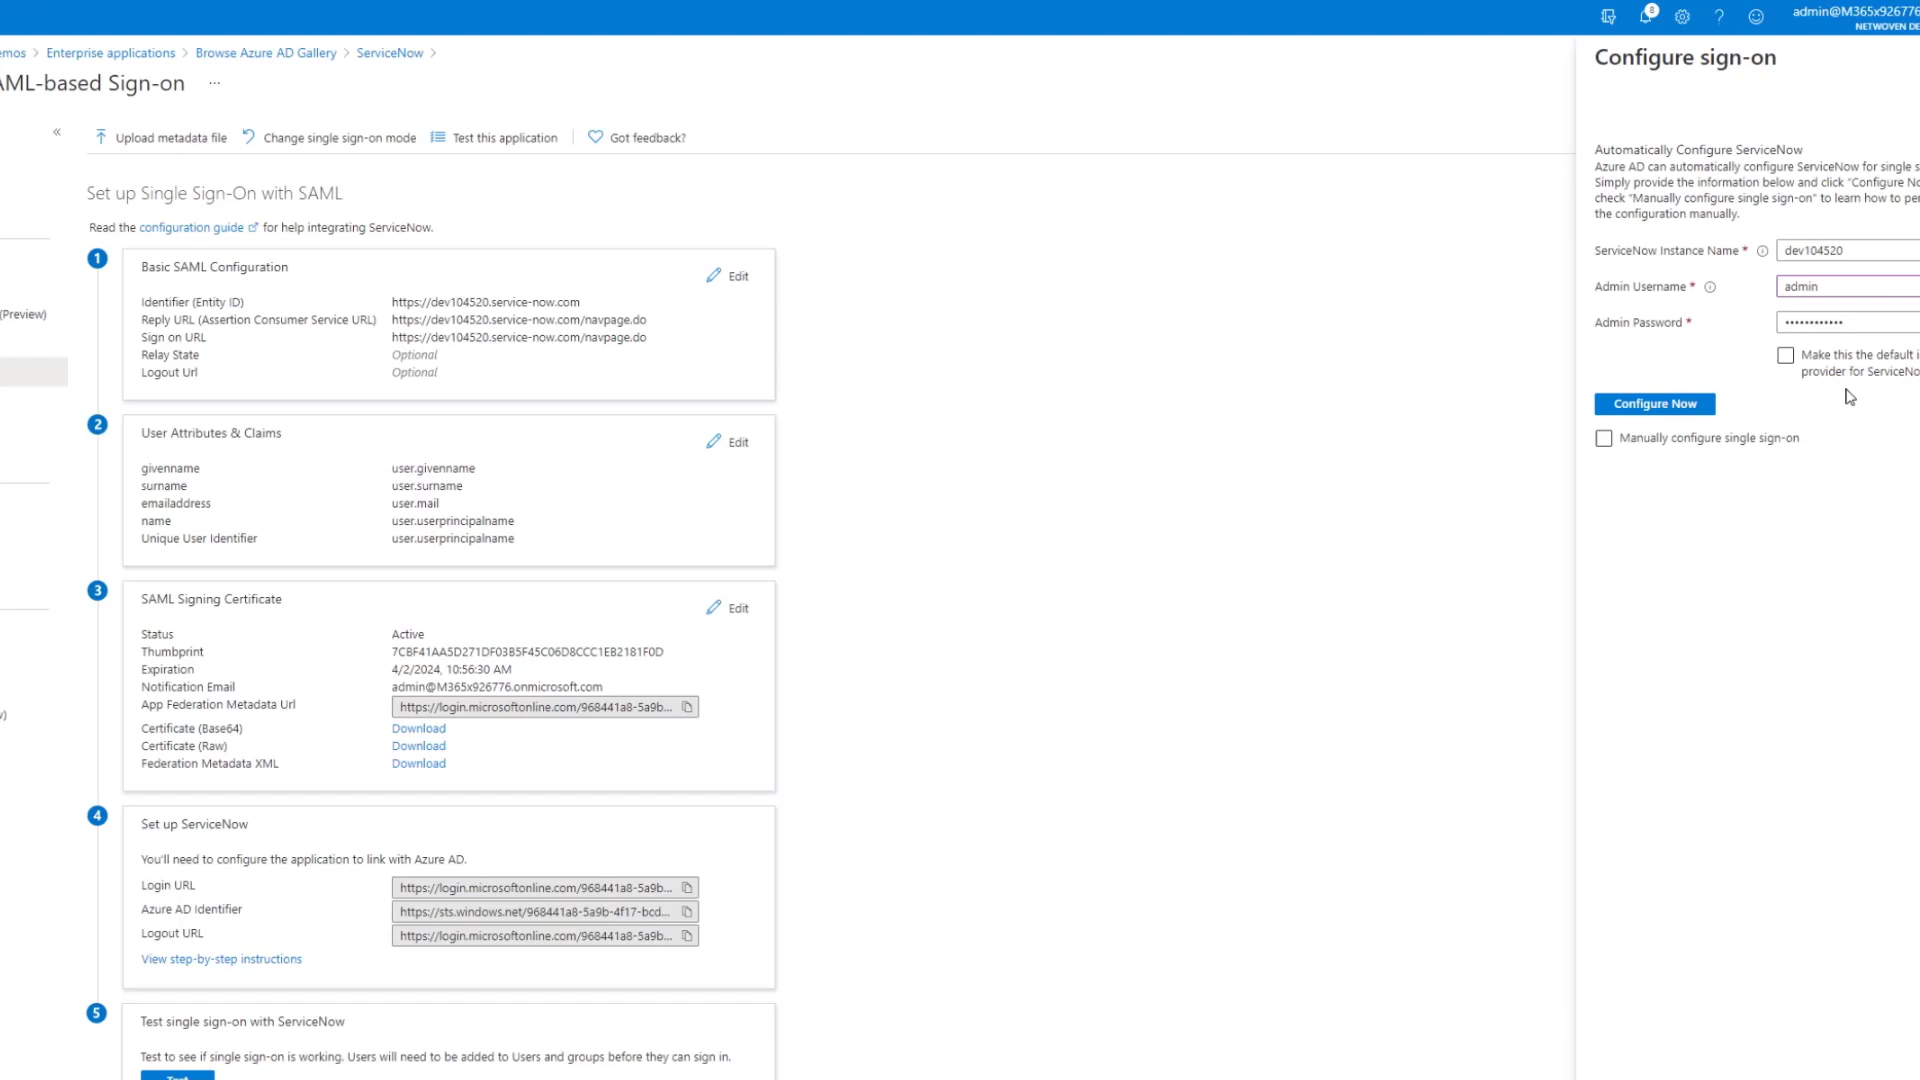 8
admin@M365x926776
NETWOVEN DE
emos > Enterprise applications > Browse Azure AD Gallery > ServiceNow >
AML-based Sign-on ...
«
Upload metadata file
Change single sign-on mode
Test this application
Got feedback?
(Preview)
Set up Single Sign-On with SAML
Read the configuration guide for help integrating ServiceNow.
1
Basic SAML Configuration
Edit
Identifier (Entity ID) https://dev104520.service-now.com
Reply URL (Assertion Consumer Service URL) https://dev104520.service-now.com/navpage.do
Sign on URL https://dev104520.service-now.com/navpage.do
Relay State Optional
Logout Url Optional
2
User Attributes & Claims
Edit
givenname user.givenname
surname user.surname
emailaddress user.mail
name user.userprincipalname
Unique User Identifier user.userprincipalname
3
SAML Signing Certificate
Edit
Status Active
Thumbprint 7CBF41AA5D271DF03B5F45C06D8CCC1EB2181F0D
Expiration 4/2/2024, 10:56:30 AM
Notification Email admin@M365x926776.onmicrosoft.com
App Federation Metadata Url https://login.microsoftonline.com/968441a8-5a9b...
Certificate (Base64) Download
Certificate (Raw) Download
Federation Metadata XML Download
4
Set up ServiceNow
You'll need to configure the application to link with Azure AD.
Login URL https://login.microsoftonline.com/968441a8-5a9b...
Azure AD Identifier https://sts.windows.net/968441a8-5a9b-4f17-bcd...
Logout URL https://login.microsoftonline.com/968441a8-5a9b...
View step-by-step instructions
5
Test single sign-on with ServiceNow
Test to see if single sign-on is working. Users will need to be added to Users and groups before they can sign in.
Test
Configure sign-on
Automatically Configure ServiceNow
Azure AD can automatically configure ServiceNow for single s
Simply provide the information below and click "Configure No
check "Manually configure single sign-on" to learn how to per
the configuration manually.
ServiceNow Instance Name * dev104520
Admin Username * admin
Admin Password * ••••••••••••
Make this the default i
provider for ServiceNo
Configure Now
Manually configure single sign-on